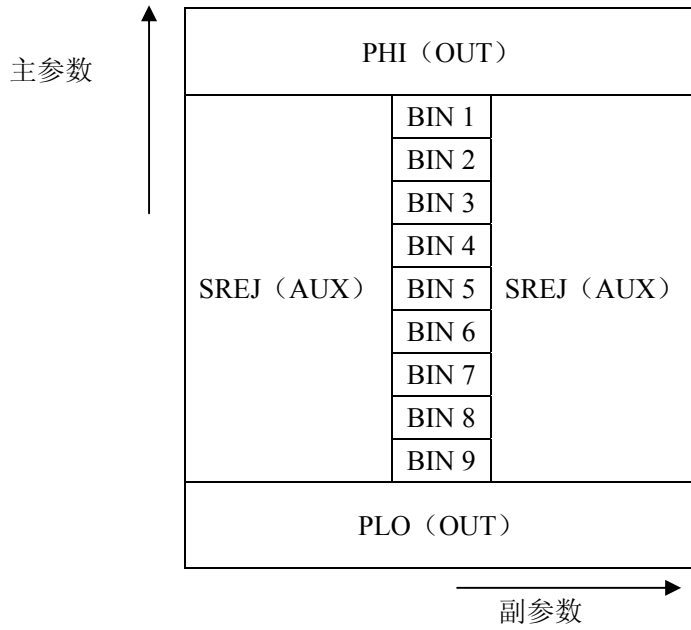 PHI（OUT）
主参数
BIN 1
BIN 2
BIN 3
BIN 4
SREJ（AUX）
BIN 5
SREJ（AUX）
BIN 6
BIN 7
BIN 8
BIN 9
PLO（OUT）
副参数